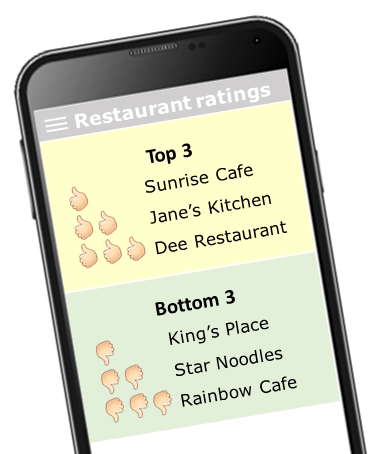 Restaurant ratings
Top 3
Sunrise Cafe
Jane's Kitchen
Dee Restaurant
Bottom 3
King's Place
Star Noodles
Rainbow Cafe